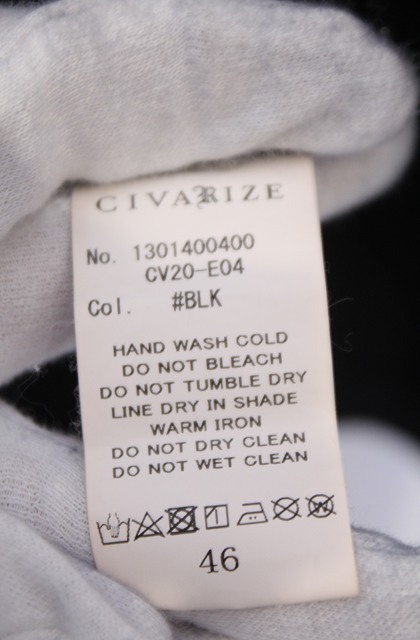 CIVARIZE
No. 1301400400
CV20-E04
Col. #BLK
HAND WASH COLD
DO NOT BLEACH
DO NOT TUMBLE DRY
LINE DRY IN SHADE
WARM IRON
DO NOT DRY CLEAN
DO NOT WET CLEAN
46